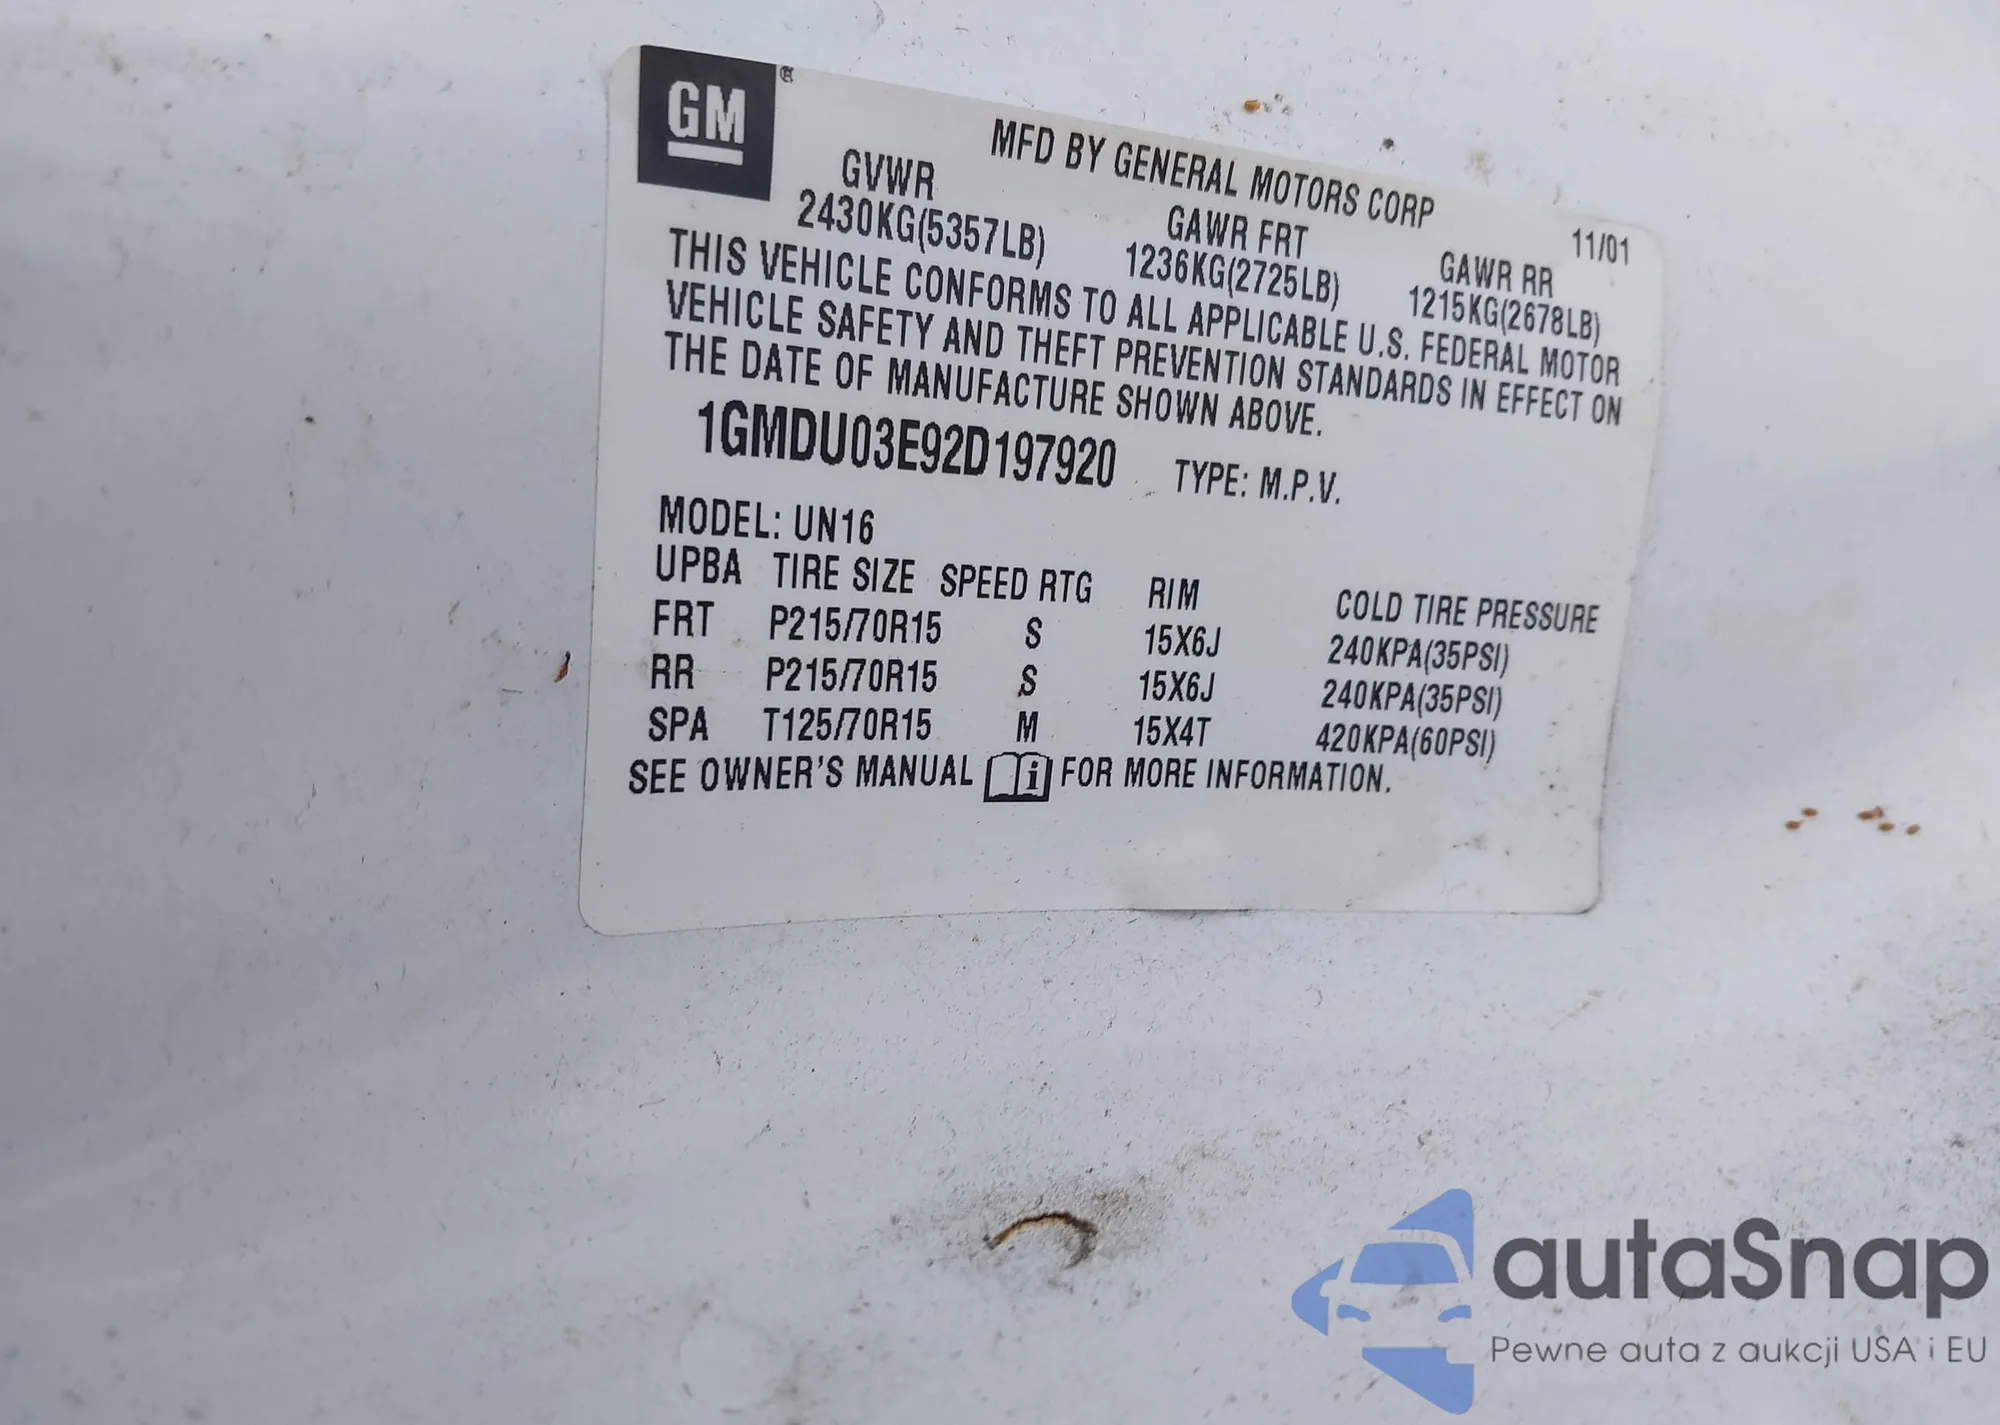 GM ®
MFD BY GENERAL MOTORS CORP 11/01
GVWR GAWR FRT GAWR RR
2430KG(5357LB) 1236KG(2725LB) 1215KG(2678LB)
THIS VEHICLE CONFORMS TO ALL APPLICABLE U.S. FEDERAL MOTOR
VEHICLE SAFETY AND THEFT PREVENTION STANDARDS IN EFFECT ON
THE DATE OF MANUFACTURE SHOWN ABOVE.
1GMDU03E92D197920 TYPE: M.P.V.
MODEL: UN16
UPBA TIRE SIZE SPEED RTG RIM COLD TIRE PRESSURE
FRT P215/70R15 S 15X6J 240KPA(35PSI)
RR P215/70R15 S 15X6J 240KPA(35PSI)
SPA T125/70R15 M 15X4T 420KPA(60PSI)
SEE OWNER'S MANUAL i FOR MORE INFORMATION.
autaSnap
Pewne auta z aukcji USA i EU